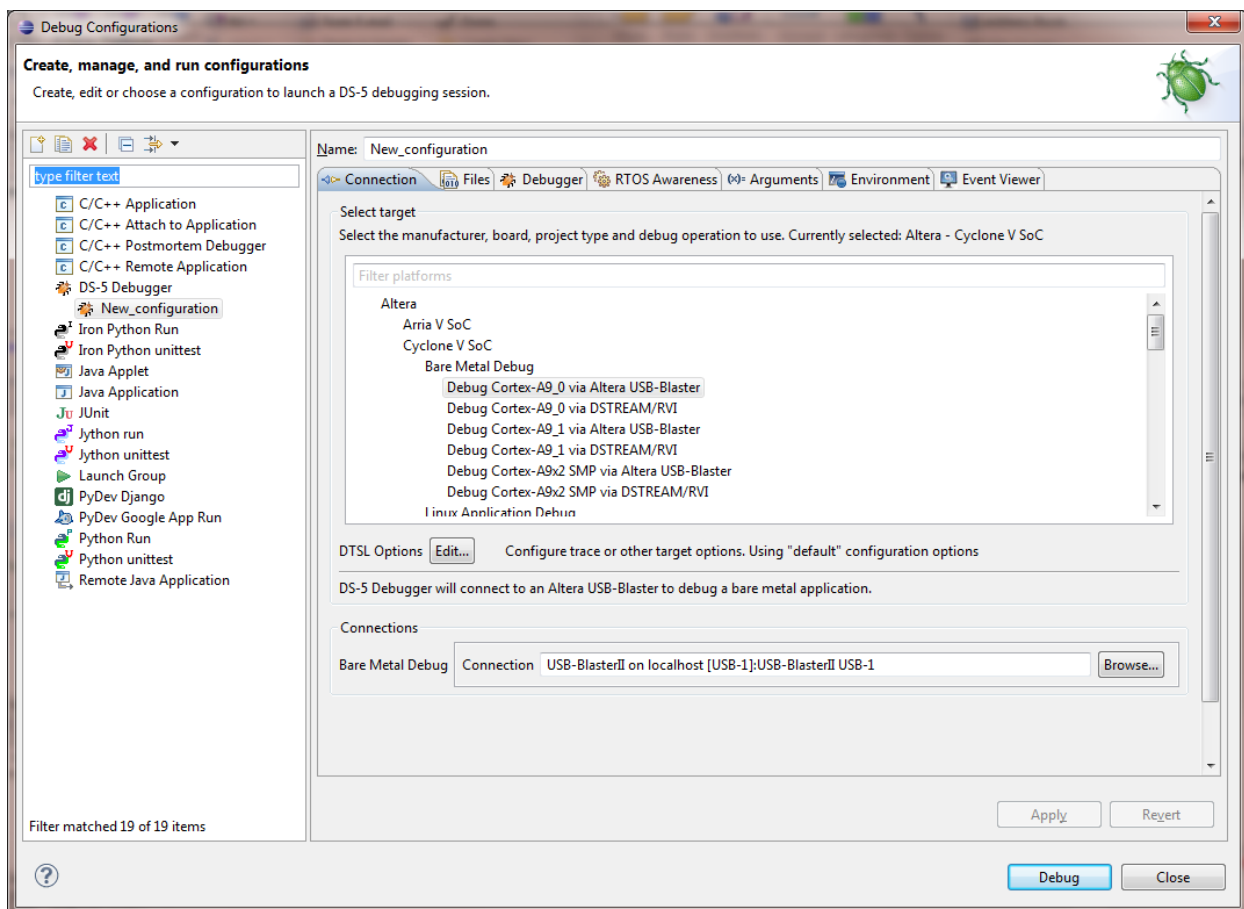 Debug Configurations
Create, manage, and run configurations
Create, edit or choose a configuration to launch a DS-5 debugging session.
type filter text
C/C++ Application
C/C++ Attach to Application
C/C++ Postmortem Debugger
C/C++ Remote Application
DS-5 Debugger
New_configuration
Iron Python Run
Iron Python unittest
Java Applet
Java Application
JUnit
Jython run
Jython unittest
Launch Group
PyDev Django
PyDev Google App Run
Python Run
Python unittest
Remote Java Application
Filter matched 19 of 19 items
Name: New_configuration
Connection Files Debugger RTOS Awareness Arguments Environment Event Viewer
Select target
Select the manufacturer, board, project type and debug operation to use. Currently selected: Altera - Cyclone V SoC
Filter platforms
Altera
Arria V SoC
Cyclone V SoC
Bare Metal Debug
Debug Cortex-A9_0 via Altera USB-Blaster
Debug Cortex-A9_0 via DSTREAM/RVI
Debug Cortex-A9_1 via Altera USB-Blaster
Debug Cortex-A9_1 via DSTREAM/RVI
Debug Cortex-A9x2 SMP via Altera USB-Blaster
Debug Cortex-A9x2 SMP via DSTREAM/RVI
Linux Application Debug
DTSL Options Edit... Configure trace or other target options. Using "default" configuration options
DS-5 Debugger will connect to an Altera USB-Blaster to debug a bare metal application.
Connections
Bare Metal Debug Connection USB-BlasterII on localhost [USB-1]:USB-BlasterII USB-1 Browse...
Apply Revert
Debug Close